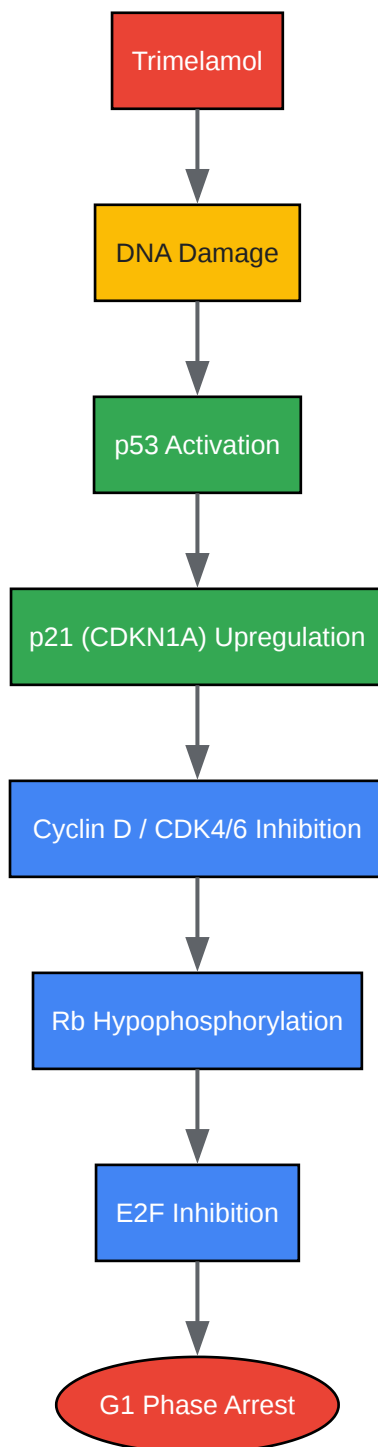 Trimelamol
DNA Damage
p53 Activation
p21 (CDKN1A) Upregulation
Cyclin D / CDK4/6 Inhibition
Rb Hypophosphorylation
E2F Inhibition
G1 Phase Arrest